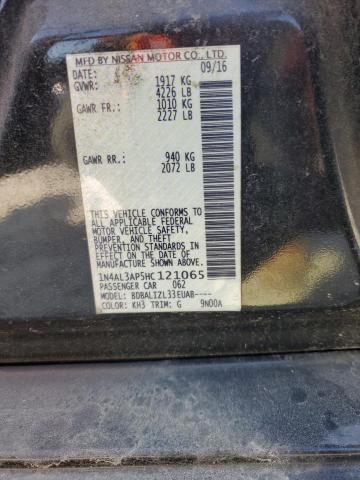 MFD BY NISSAN MOTOR CO., LTD.
DATE: 09/16
GVWR: 1917 KG
4226 LB
GAWR FR.: 1010 KG
2227 LB
GAWR RR.: 940 KG
2072 LB
THIS VEHICLE CONFORMS TO
ALL APPLICABLE FEDERAL
MOTOR VEHICLE SAFETY,
BUMPER, AND THEFT
PREVENTION STANDARDS
IN EFFECT ON THE DATE OF
MANUFACTURE SHOWN ABOVE.
1N4AL3AP5HC121065
PASSENGER CAR 062
MODEL: BDBALIZL33EUAB----
COLOR: KH3 TRIM: G 9N00A